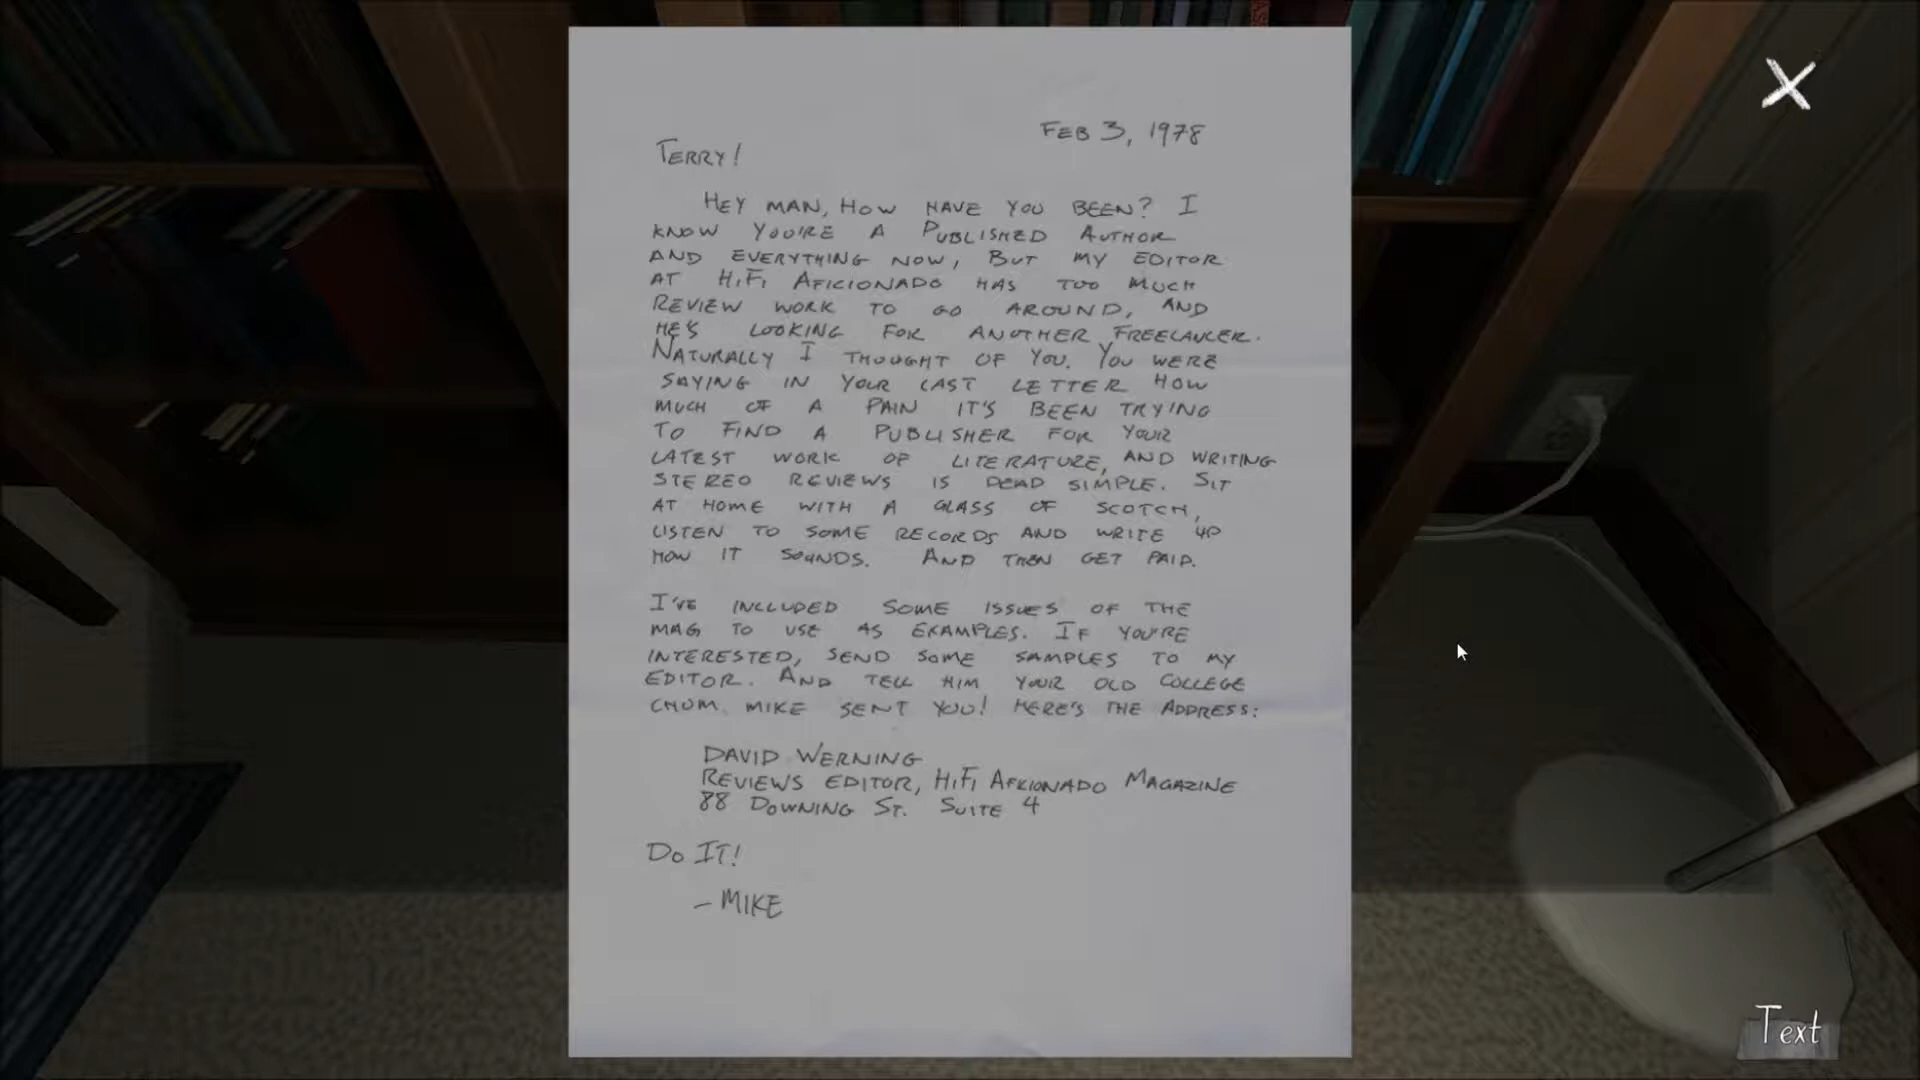 FEB 3, 1978
TERRY!
HEY MAN, HOW HAVE YOU BEEN? I
KNOW YOU'RE A PUBLISHED AUTHOR
AND EVERYTHING NOW, BUT MY EDITOR
AT HIFI AFICIONADO HAS TOO MUCH
REVIEW WORK TO GO AROUND, AND
HE'S LOOKING FOR ANOTHER FREELANCER.
NATURALLY I THOUGHT OF YOU. YOU WERE
SAYING IN YOUR LAST LETTER HOW
MUCH OF A PAIN IT'S BEEN TRYING
TO FIND A PUBLISHER FOR YOUR
LATEST WORK OF LITERATURE, AND WRITING
STEREO REVIEWS IS DEAD SIMPLE. SIT
AT HOME WITH A GLASS OF SCOTCH,
LISTEN TO SOME RECORDS AND WRITE UP
HOW IT SOUNDS. AND THEN GET PAID.
I'VE INCLUDED SOME ISSUES OF THE
MAG TO USE AS EXAMPLES. IF YOU'RE
INTERESTED, SEND SOME SAMPLES TO MY
EDITOR. AND TELL HIM YOUR OLD COLLEGE
CHUM MIKE SENT YOU! HERE'S THE ADDRESS:
DAVID WERNING
REVIEWS EDITOR, HIFI AFICIONADO MAGAZINE
88 DOWNING ST. SUITE 4
DO IT!
- MIKE
Text